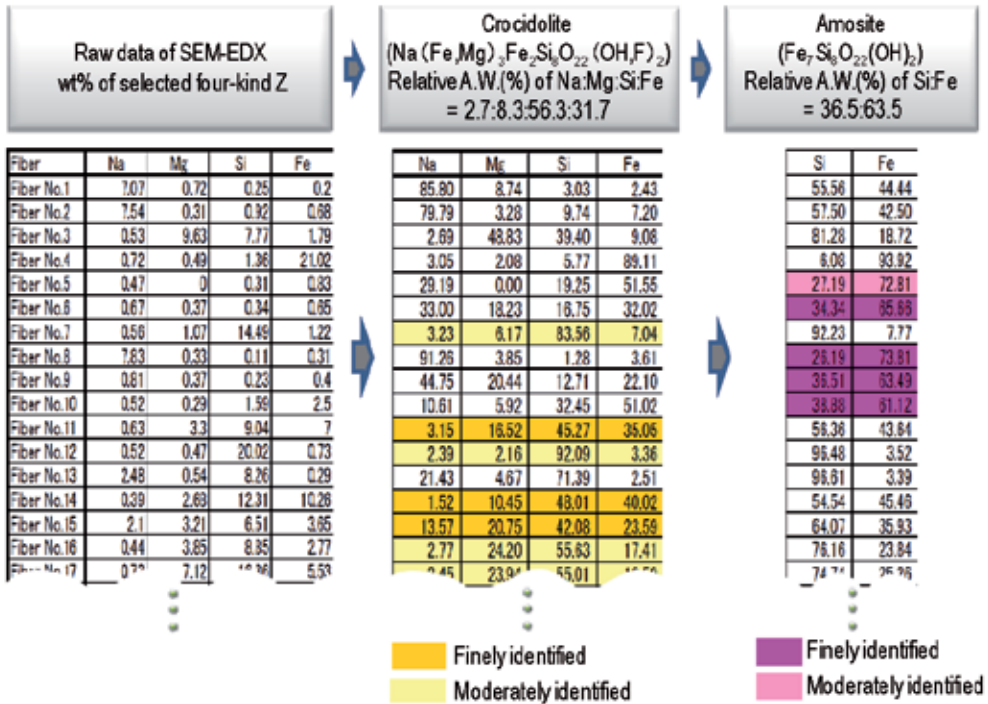 Raw data of SEM-EDX
wt% of selected four-kind Z
Crocidolite
(Na(Fe,Mg)3Fe2Si8O22(OH,F)2)
Relative A.W.(%) of Na:Mg:Si:Fe
= 2.7:8.3:56.3:31.7
Amosite
(Fe7Si8O22(OH)2)
Relative A.W.(%) of Si:Fe
= 36.5:63.5
Fiber Na Mg Si Fe Na Mg Si Fe Si Fe
Fiber No.1 7.07 0.72 0.25 0.2 85.80 8.74 3.03 2.43 55.56 44.44
Fiber No.2 7.54 0.31 0.92 0.68 79.79 3.28 9.74 7.20 57.50 42.50
Fiber No.3 0.53 9.63 7.77 1.79 2.69 48.83 39.40 9.08 81.28 18.72
Fiber No.4 0.72 0.49 1.36 21.02 3.05 2.08 5.77 89.11 6.08 93.92
Fiber No.5 0.47 0 0.31 0.83 29.19 0.00 19.25 51.55 27.19 72.81
Fiber No.6 0.67 0.37 0.34 0.65 33.00 18.23 16.75 32.02 34.34 65.66
Fiber No.7 0.56 1.07 14.49 1.22 3.23 6.17 83.56 7.04 92.23 7.77
Fiber No.8 7.83 0.33 0.11 0.31 91.26 3.85 1.28 3.61 26.19 73.81
Fiber No.9 0.81 0.37 0.23 0.4 44.75 20.44 12.71 22.10 36.51 63.49
Fiber No.10 0.52 0.29 1.59 2.5 10.61 5.92 32.45 51.02 38.88 61.12
Fiber No.11 0.63 3.3 9.04 7 3.15 16.52 45.27 35.05 56.36 43.64
Fiber No.12 0.52 0.47 20.02 0.73 2.39 2.16 92.09 3.36 96.48 3.52
Fiber No.13 2.48 0.54 8.26 0.29 21.43 4.67 71.39 2.51 96.61 3.39
Fiber No.14 0.39 2.68 12.31 10.26 1.52 10.45 48.01 40.02 54.54 45.46
Fiber No.15 2.1 3.21 6.51 3.65 13.57 20.75 42.08 23.59 64.07 35.93
Fiber No.16 0.44 3.85 8.85 2.77 2.77 24.20 55.63 17.41 76.16 23.84
Fiber No.17 7.12 5.53 23.94 55.01 25.26
Finely identified
Moderately identified
Finely identified
Moderately identified